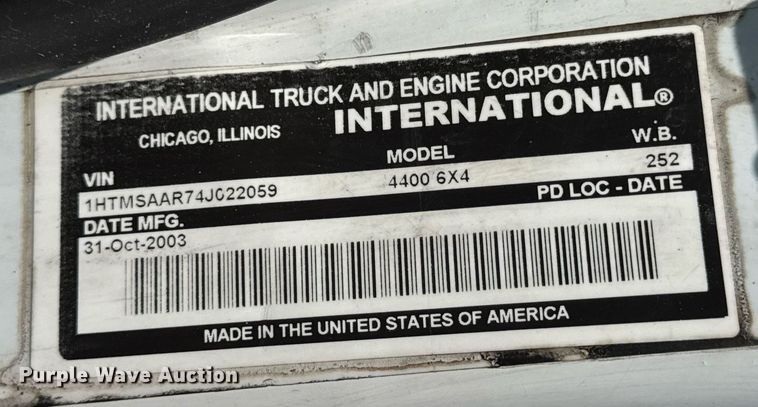 INTERNATIONAL TRUCK AND ENGINE CORPORATION
CHICAGO, ILLINOIS INTERNATIONAL®
VIN MODEL W.B.
1HTMSAAR74J022059 4400 6X4 252
DATE MFG. PD LOC - DATE
31-Oct-2003
MADE IN THE UNITED STATES OF AMERICA
Purple Wave Auction